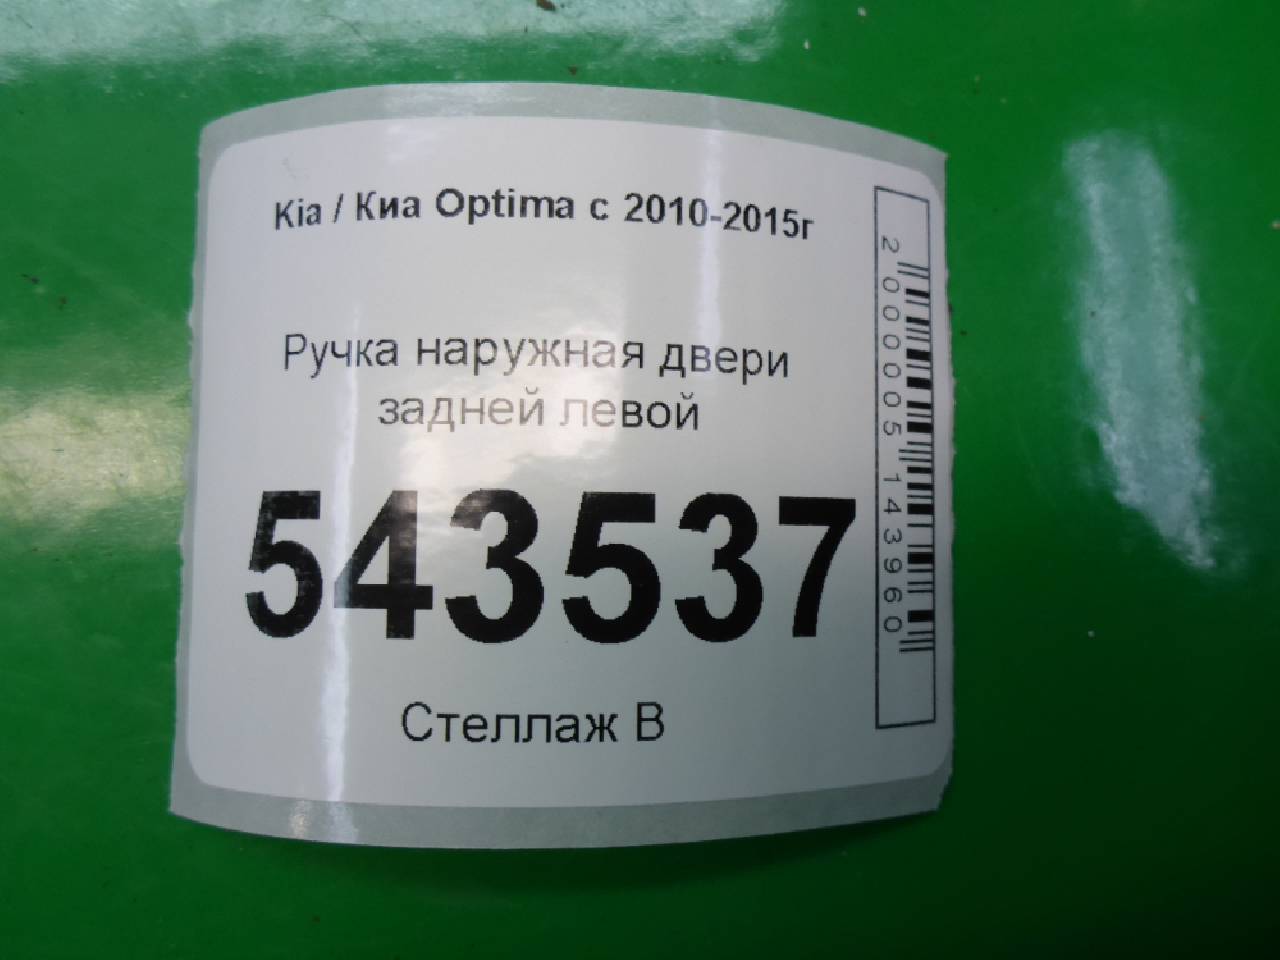 Kia / Киа Optima с 2010-2015г
Ручка наружная двери
задней левой
543537
Стеллаж В
2000005143960